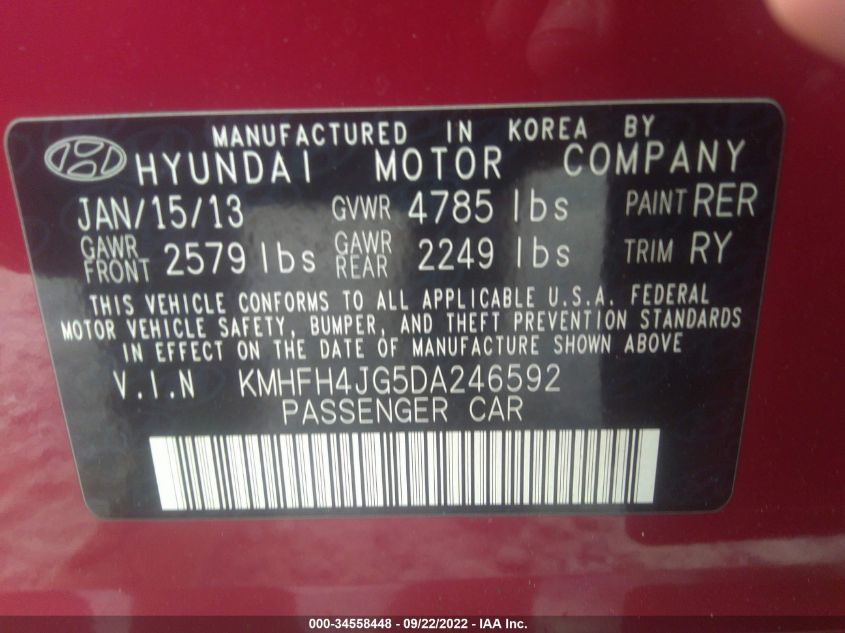 MANUFACTURED IN KOREA BY
HYUNDAI MOTOR COMPANY
JAN/15/13 GVWR 4785 lbs PAINT RER
GAWR FRONT 2579 lbs GAWR REAR 2249 lbs TRIM RY
THIS VEHICLE CONFORMS TO ALL APPLICABLE U.S.A. FEDERAL
MOTOR VEHICLE SAFETY, BUMPER, AND THEFT PREVENTION STANDARDS
IN EFFECT ON THE DATE OF MANUFACTURE SHOWN ABOVE
V.I.N KMHFH4JG5DA246592
PASSENGER CAR
000-34558448 - 09/22/2022 - IAA Inc.